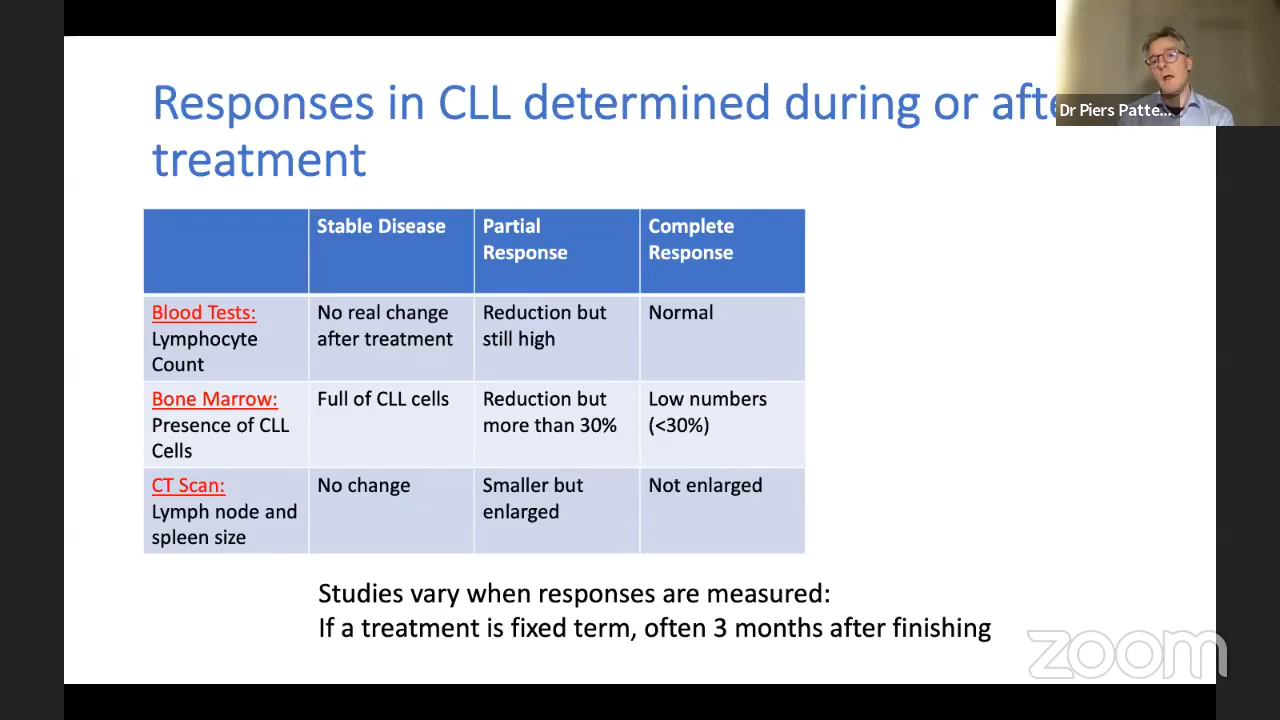 Responses in CLL determined during or afte
treatment
Dr Piers Patte...
Stable Disease
Partial
Response
Complete
Response
Blood Tests:
Lymphocyte
Count
No real change
after treatment
Reduction but
still high
Normal
Bone Marrow:
Presence of CLL
Cells
Full of CLL cells
Reduction but
more than 30%
Low numbers
(<30%)
CT Scan:
Lymph node and
spleen size
No change
Smaller but
enlarged
Not enlarged
Studies vary when responses are measured:
If a treatment is fixed term, often 3 months after finishing
zoom